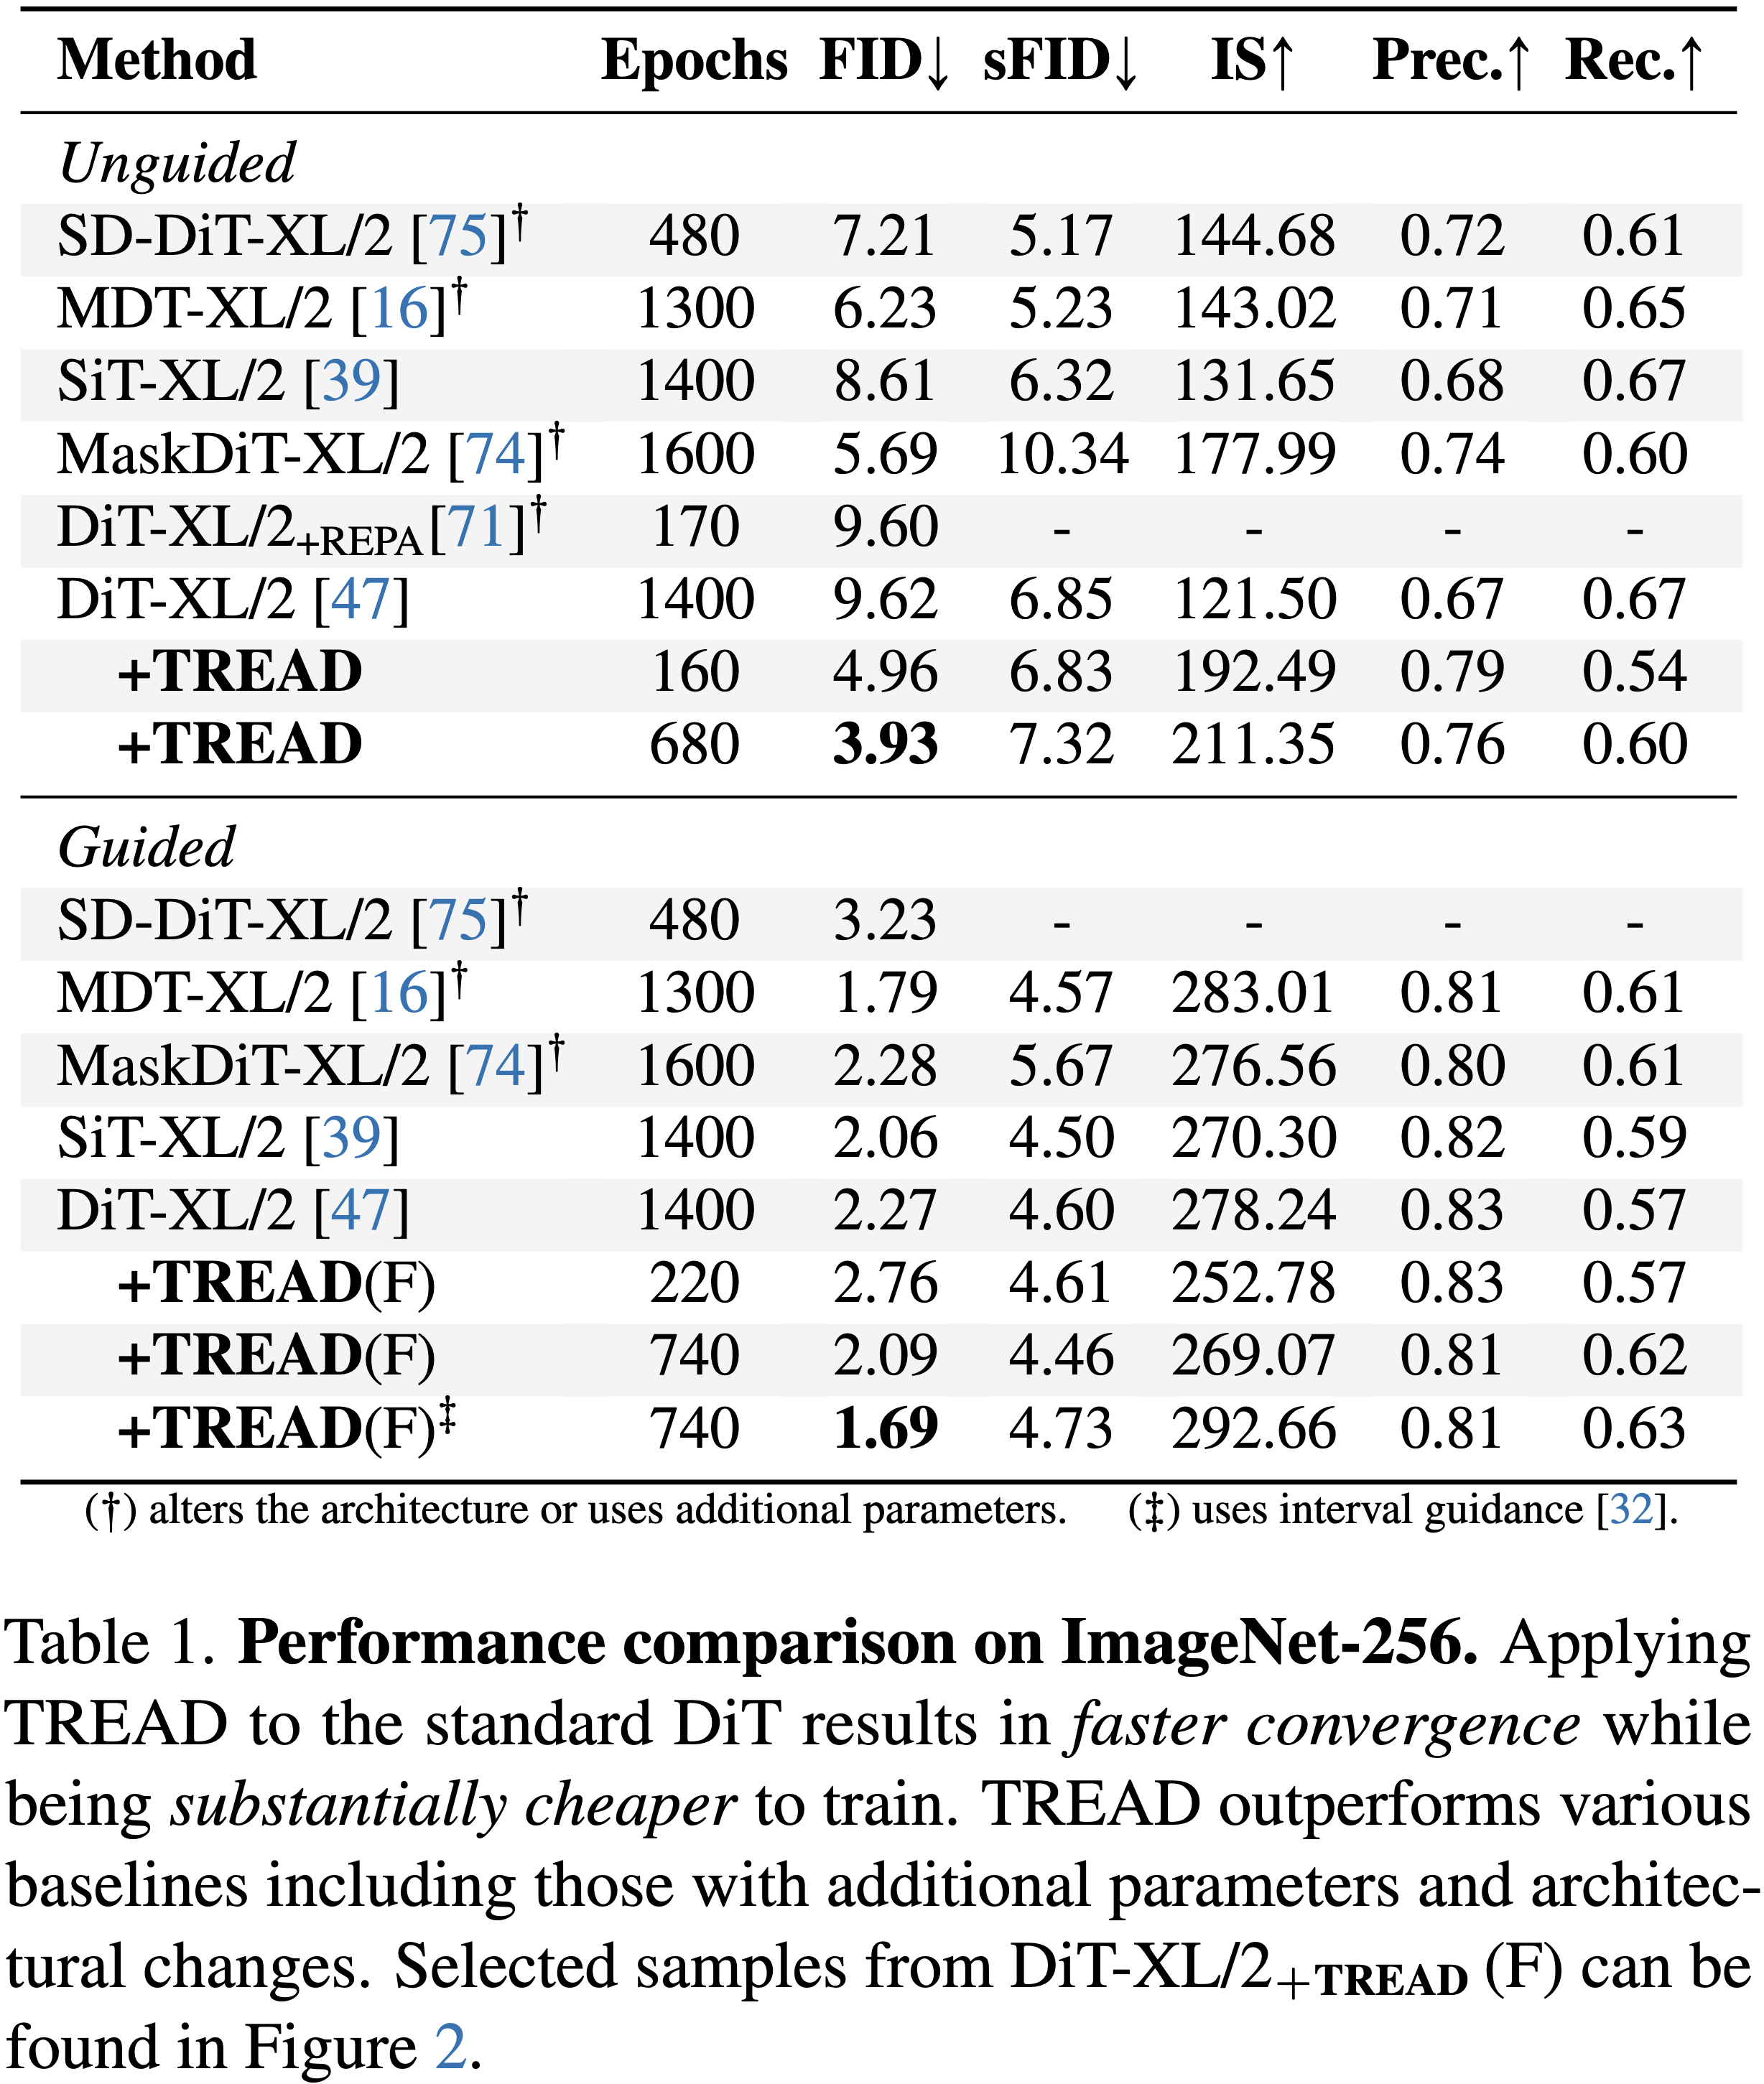 Method Epochs FID↓ sFID↓ IS↑ Prec.↑ Rec.↑
Unguided
SD-DiT-XL/2 [75]† 480 7.21 5.17 144.68 0.72 0.61
MDT-XL/2 [16]† 1300 6.23 5.23 143.02 0.71 0.65
SiT-XL/2 [39] 1400 8.61 6.32 131.65 0.68 0.67
MaskDiT-XL/2 [74]† 1600 5.69 10.34 177.99 0.74 0.60
DiT-XL/2+REPA[71]† 170 9.60 - - - -
DiT-XL/2 [47] 1400 9.62 6.85 121.50 0.67 0.67
+TREAD 160 4.96 6.83 192.49 0.79 0.54
+TREAD 680 3.93 7.32 211.35 0.76 0.60
Guided
SD-DiT-XL/2 [75]† 480 3.23 - - - -
MDT-XL/2 [16]† 1300 1.79 4.57 283.01 0.81 0.61
MaskDiT-XL/2 [74]† 1600 2.28 5.67 276.56 0.80 0.61
SiT-XL/2 [39] 1400 2.06 4.50 270.30 0.82 0.59
DiT-XL/2 [47] 1400 2.27 4.60 278.24 0.83 0.57
+TREAD(F) 220 2.76 4.61 252.78 0.83 0.57
+TREAD(F) 740 2.09 4.46 269.07 0.81 0.62
+TREAD(F)‡ 740 1.69 4.73 292.66 0.81 0.63
(†) alters the architecture or uses additional parameters. (‡) uses interval guidance [32].
Table 1. Performance comparison on ImageNet-256. Applying
TREAD to the standard DiT results in faster convergence while
being substantially cheaper to train. TREAD outperforms various
baselines including those with additional parameters and architec-
tural changes. Selected samples from DiT-XL/2+TREAD (F) can be
found in Figure 2.